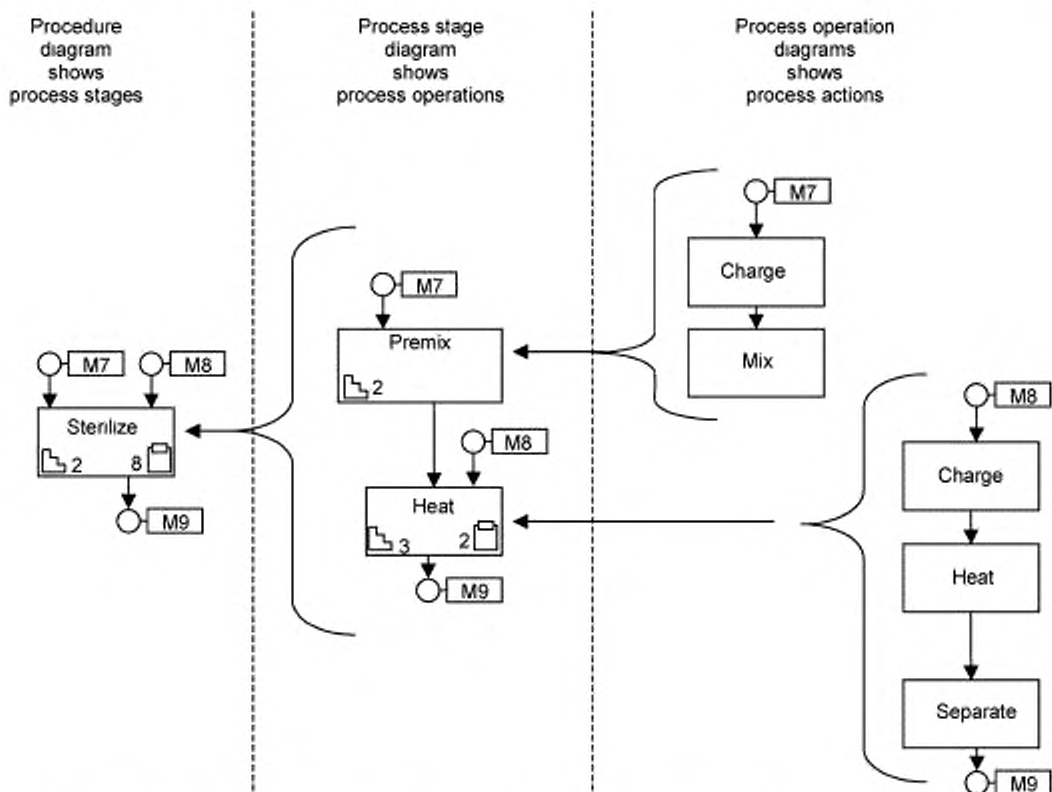 Procedure
diagram
shows
process stages
Process stage
diagram
shows
process operations
Process operation
diagrams
shows
process actions
M7
M8
Sterilize
2
8
M9
M7
Premix
2
M8
Heat
3
2
M9
M7
Charge
Mix
M8
Charge
Heat
Separate
M9